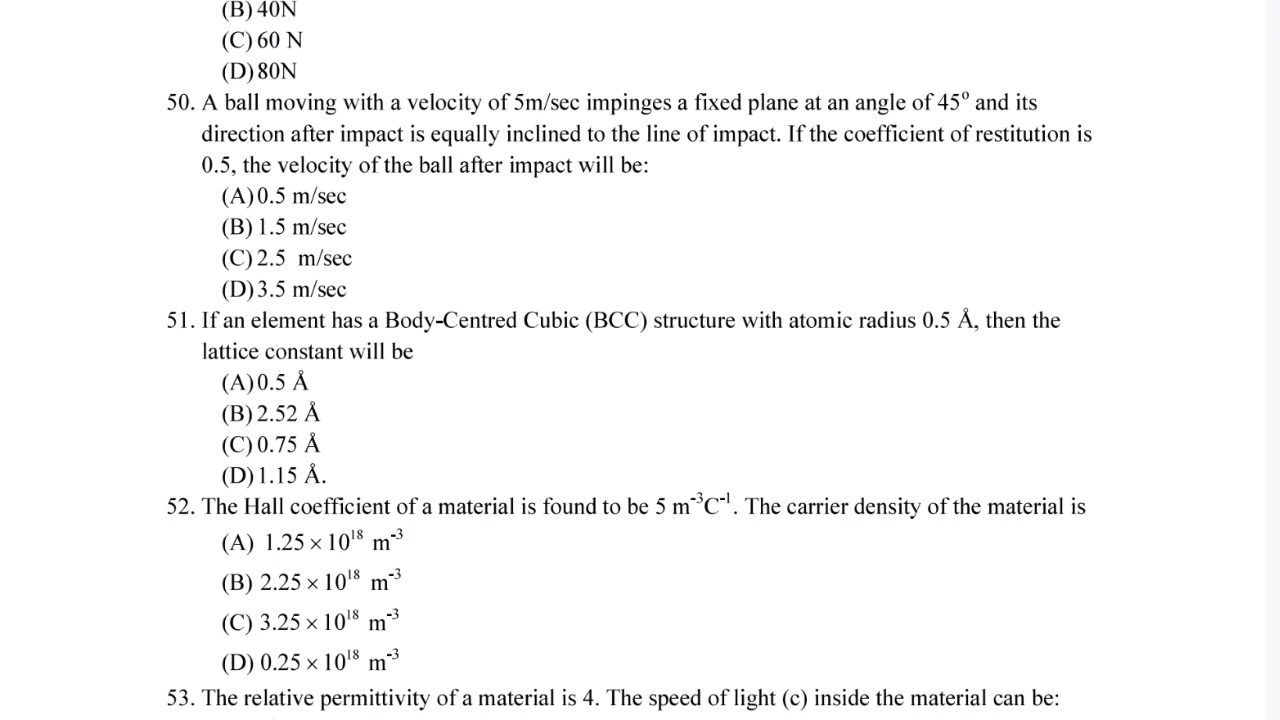 (B) 40N
(C) 60 N
(D) 80N
50. A ball moving with a velocity of 5m/sec impinges a fixed plane at an angle of 45° and its
direction after impact is equally inclined to the line of impact. If the coefficient of restitution is
0.5, the velocity of the ball after impact will be:
(A) 0.5 m/sec
(B) 1.5 m/sec
(C) 2.5 m/sec
(D) 3.5 m/sec
51. If an element has a Body-Centred Cubic (BCC) structure with atomic radius 0.5 Å, then the
lattice constant will be
(A) 0.5 Å
(B) 2.52 Å
(C) 0.75 Å
(D) 1.15 Å.
52. The Hall coefficient of a material is found to be 5 m⁻³C⁻¹. The carrier density of the material is
(A) 1.25 × 10¹⁸ m⁻³
(B) 2.25 × 10¹⁸ m⁻³
(C) 3.25 × 10¹⁸ m⁻³
(D) 0.25 × 10¹⁸ m⁻³
53. The relative permittivity of a material is 4. The speed of light (c) inside the material can be: